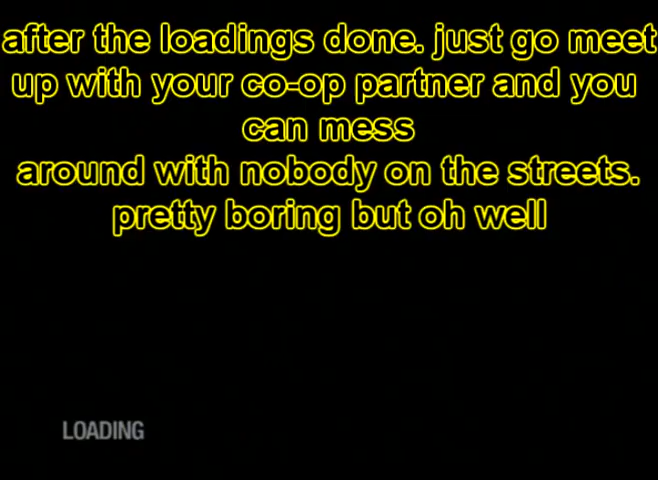 after the loadings done. just go meet
up with your co-op partner and you
can mess
around with nobody on the streets.
pretty boring but oh well
LOADING